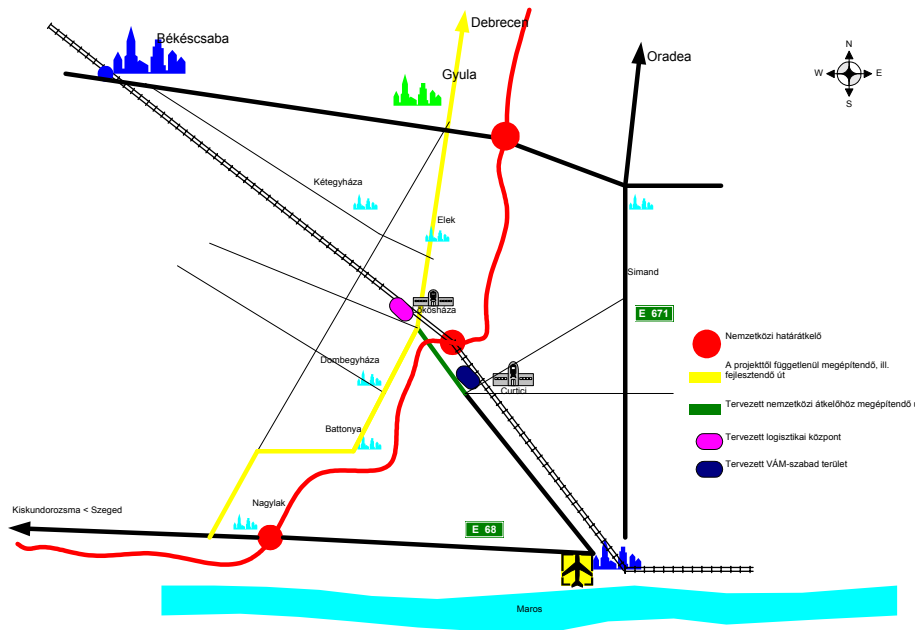 Debrecen
Békéscsaba
Oradea
N
W
E
S
Gyula
Kétegyháza
Elek
Simand
Lőkösháza
E 671
Nemzetközi határátkelő
Dombegyháza
A projekttől függetlenül megépítendő, ill.
fejlesztendő út
Curtici
Tervezett nemzetközi átkelőhöz megépítendő
Battonya
Tervezett logisztikai központ
Tervezett VÁM-szabad terület
Nagylak
Kiskundorozsma < Szeged
E 68
Maros